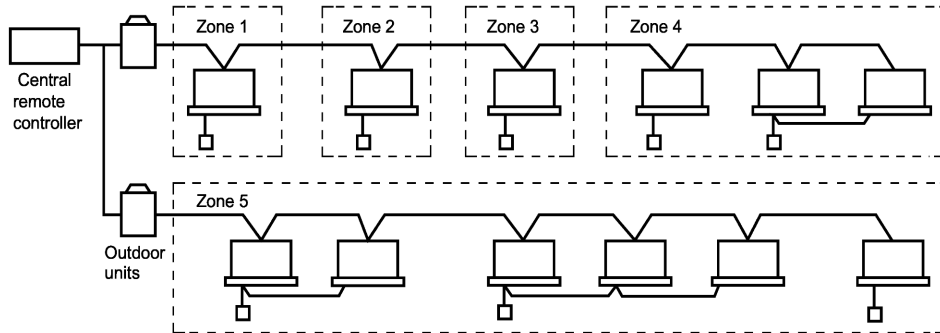 Zone 1
Zone 2
Zone 3
Zone 4
Central
remote
controller
Zone 5
Outdoor
units